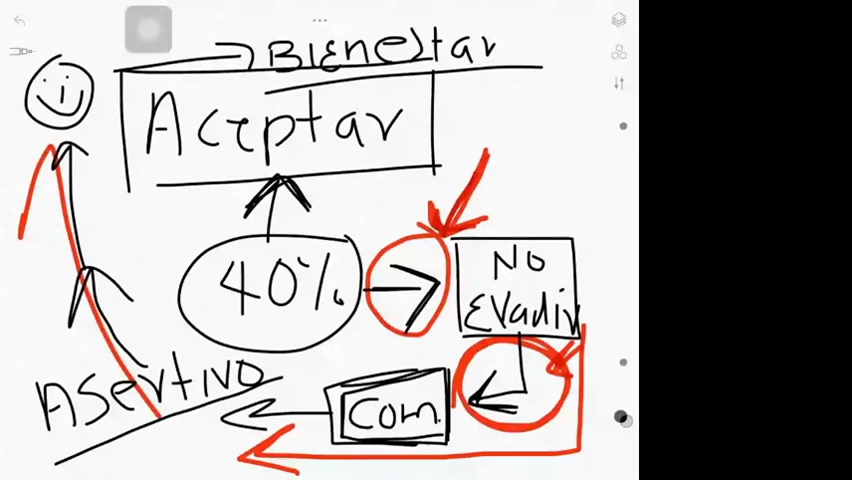 Bienestar
Aceptar
40%
No
Evadir
Com.
Asertivo